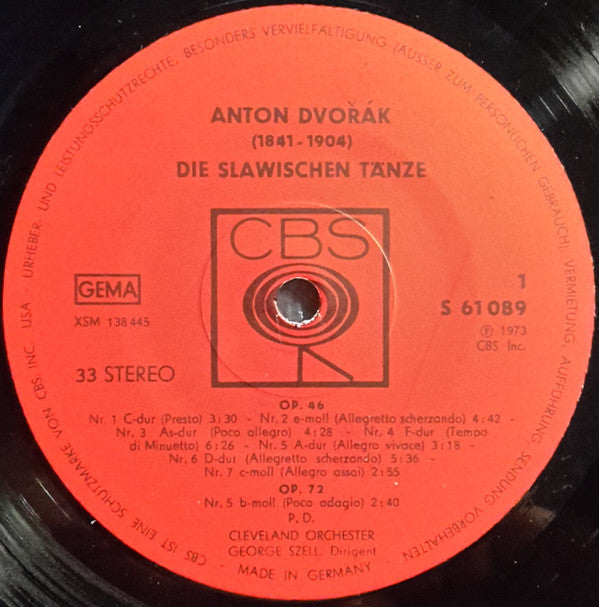 URHEBER- UND LEISTUNGSSCHUTZRECHTE, BESONDERS VERVIELFÄLTIGUNG (AUSSER ZUM PERSÖNLICHEN GEBRAUCH), VERMIETUNG, AUFFÜHRUNG, SENDUNG VORBEHALTEN
ANTON DVOŘÁK
(1841-1904)
DIE SLAWISCHEN TÄNZE
CBS
GEMA
XSM 138 445
33 STEREO
1
S 61 089
Ⓟ 1973
CBS Inc.
OP. 46
Nr. 1 C-dur (Presto) 3:30 - Nr. 2 e-moll (Allegretto scherzando) 4:42 -
Nr. 3 As-dur (Poco allegro) 4:28 - Nr. 4 F-dur (Tempo
di Minuetto) 6:26 - Nr. 5 A-dur (Allegro vivace) 3:18 -
Nr. 6 D-dur (Allegretto scherzando) 5:36 -
Nr. 7 c-moll (Allegro assai) 2:55
OP. 72
Nr. 5 b-moll (Poco adagio) 2:40
P. D.
CLEVELAND ORCHESTER
GEORGE SZELL, Dirigent
MADE IN GERMANY
CBS IST EINE SCHUTZMARKE VON CBS, INC. USA